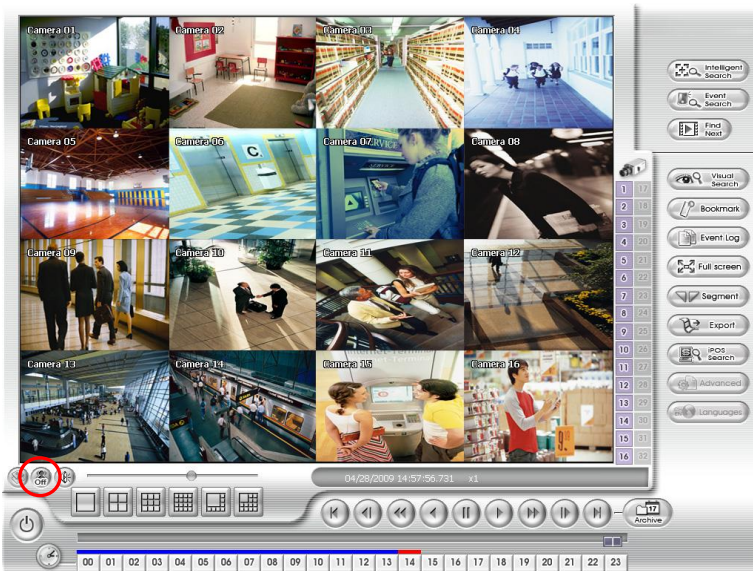 Camera 01
Camera 02
Camera 03
Camera 04
Camera 05
Camera 06
Camera 07
Camera 08
Camera 09
Camera 10
Camera 11
Camera 12
Camera 13
Camera 14
Camera 15
Camera 16
C
SERVICE
Internet Terminal
Intelligent
Search
Event
Search
Find
Next
1 17
2 18
3 19
4 20
5 21
6 22
7 23
8 24
9 25
10 26
11 27
12 28
13 29
14 30
15 31
16 32
Visual
Search
Bookmark
Event Log
Full screen
Segment
Export
iPOS
Search
Advanced
Languages
Off
04/28/2009 14:57:56.731 x1
17
Archive
00 01 02 03 04 05 06 07 08 09 10 11 12 13 14 15 16 17 18 19 20 21 22 23